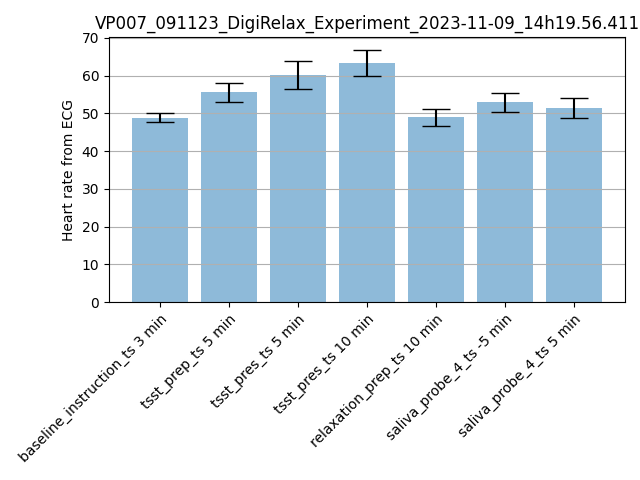 VP007_091123_DigiRelax_Experiment_2023-11-09_14h19.56.411
Heart rate from ECG
70
60
50
40
30
20
10
0
baseline_instruction_ts 3 min
tsst_prep_ts 5 min
tsst_pres_ts 5 min
tsst_pres_ts 10 min
relaxation_prep_ts 10 min
saliva_probe_4_ts -5 min
saliva_probe_4_ts 5 min